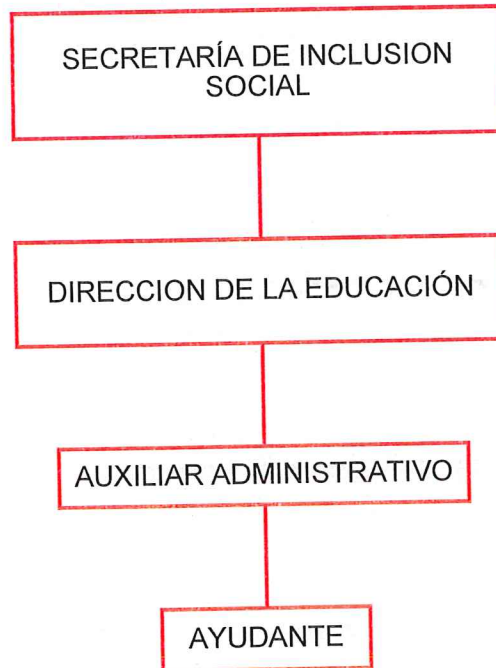 SECRETARÍA DE INCLUSION
SOCIAL
DIRECCION DE LA EDUCACIÓN
AUXILIAR ADMINISTRATIVO
AYUDANTE